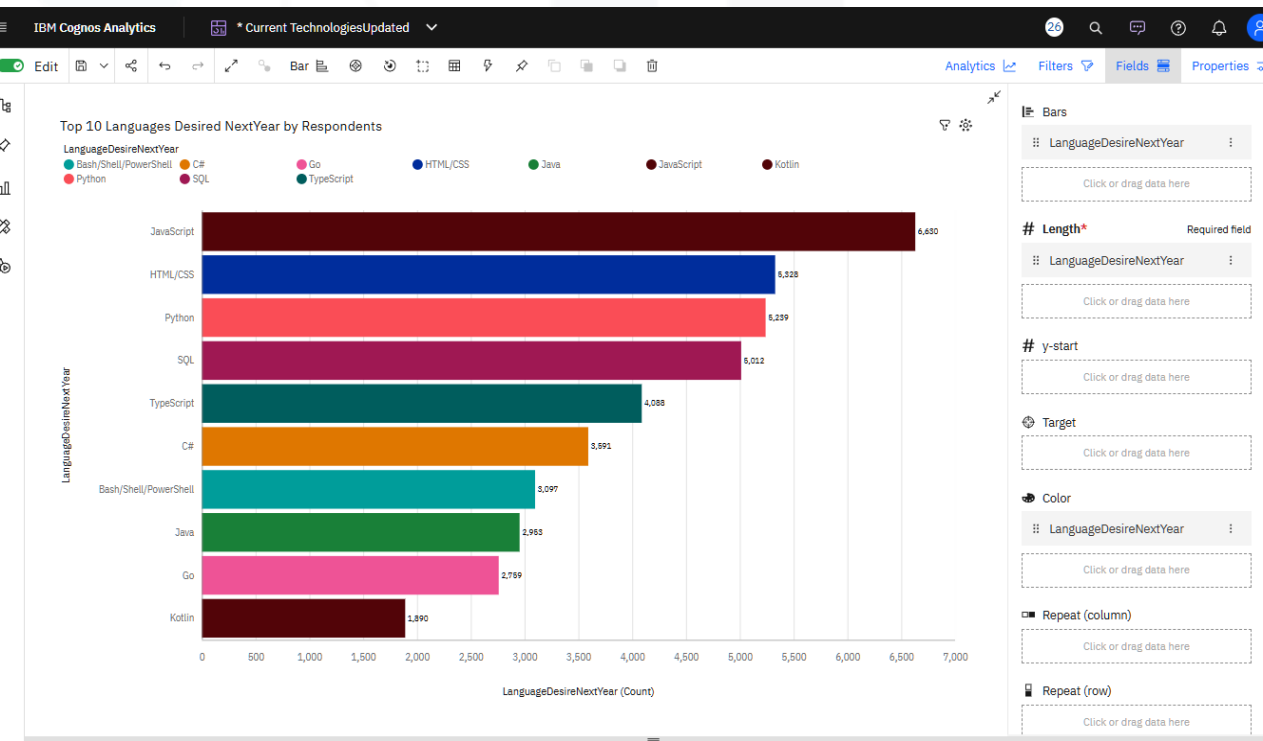 IBM Cognos Analytics
* Current TechnologiesUpdated
26
Edit
Bar
Analytics
Filters
Fields
Properties
Top 10 Languages Desired NextYear by Respondents
LanguageDesireNextYear
Bash/Shell/PowerShell C# Go HTML/CSS Java JavaScript Kotlin
Python SQL TypeScript
LanguageDesireNextYear
JavaScript 6,630
HTML/CSS 5,328
Python 5,239
SQL 5,012
TypeScript 4,088
C# 3,591
Bash/Shell/PowerShell 3,097
Java 2,953
Go 2,759
Kotlin 1,890
0 500 1,000 1,500 2,000 2,500 3,000 3,500 4,000 4,500 5,000 5,500 6,000 6,500 7,000
LanguageDesireNextYear (Count)
Bars
LanguageDesireNextYear
Click or drag data here
# Length* Required field
LanguageDesireNextYear
Click or drag data here
# y-start
Click or drag data here
Target
Click or drag data here
Color
LanguageDesireNextYear
Click or drag data here
Repeat (column)
Click or drag data here
Repeat (row)
Click or drag data here